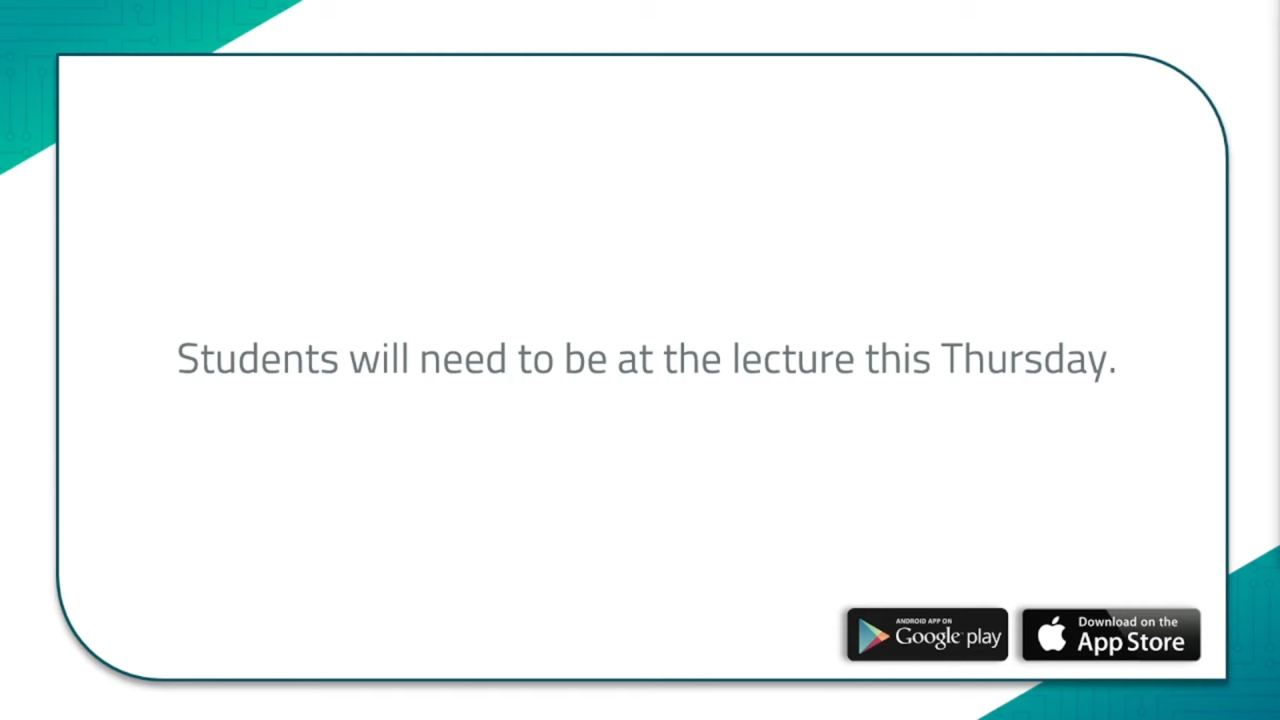 Students will need to be at the lecture this Thursday.
ANDROID APP ON
Google play
Download on the
App Store